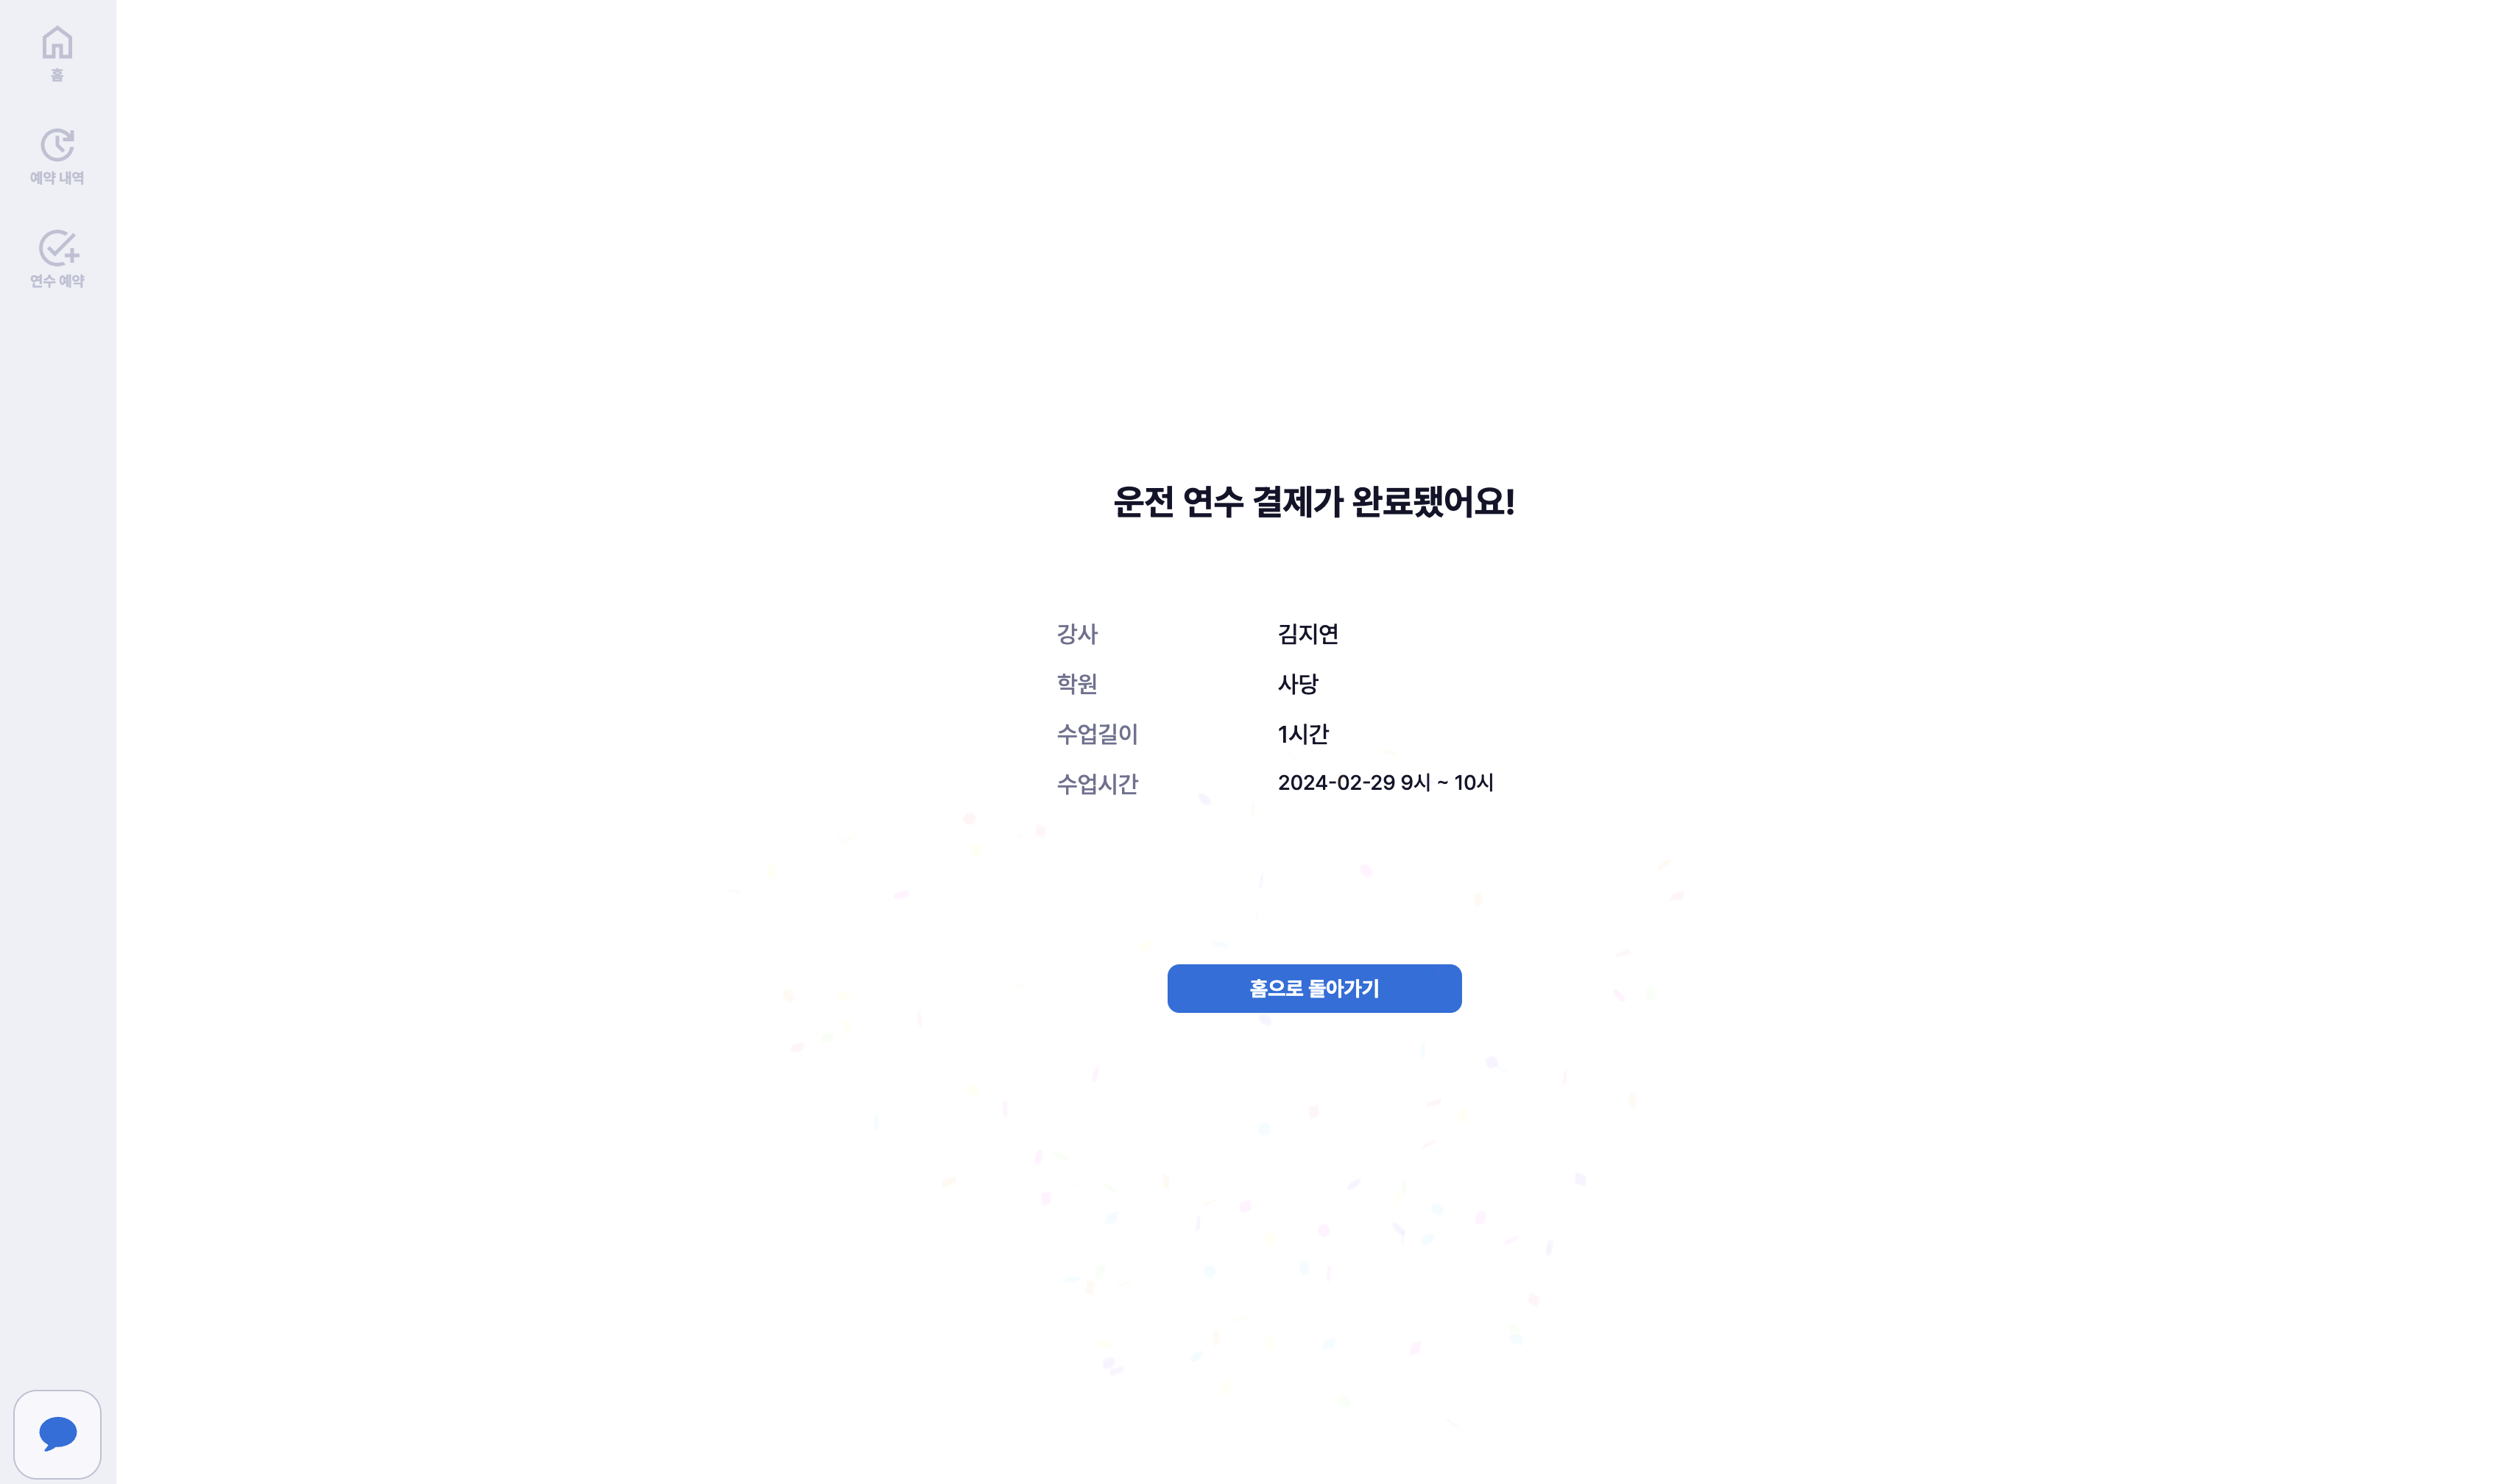 홈
예약 내역
연수 예약
운전 연수 결제가 완료됐어요!
강사 김지연
학원 사당
수업길이 1시간
수업시간 2024-02-29 9시 ~ 10시
홈으로 돌아가기